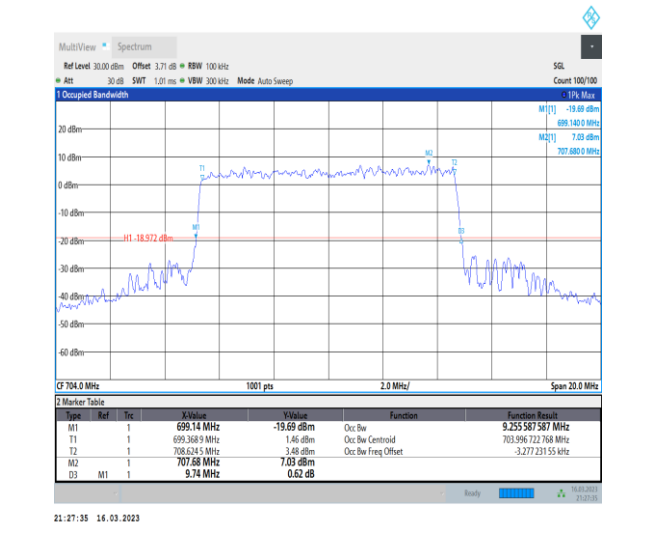 MultiView Spectrum
Ref Level 30.00 dBm Offset 3.71 dB RBW 100 kHz SGL
Att 30 dB SWT 1.01 ms VBW 300 kHz Mode Auto Sweep Count 100/100
1 Occupied Bandwidth 1Pk Max
M1[1] -19.69 dBm
699.140 0 MHz
M2[1] 7.03 dBm
707.680 0 MHz
20 dBm
10 dBm
M2
T1
T2
0 dBm
-10 dBm
M1
D3
H1 -18.972 dBm
-20 dBm
-30 dBm
-40 dBm
-50 dBm
-60 dBm
CF 704.0 MHz 1001 pts 2.0 MHz/ Span 20.0 MHz
2 Marker Table
Type Ref Trc X-Value Y-Value Function Function Result
M1 1 699.14 MHz -19.69 dBm Occ Bw 9.255 587 587 MHz
T1 1 699.368 9 MHz 1.46 dBm Occ Bw Centroid 703.996 722 768 MHz
T2 1 708.624 5 MHz 3.48 dBm Occ Bw Freq Offset -3.277 231 55 kHz
M2 1 707.68 MHz 7.03 dBm
D3 M1 1 9.74 MHz 0.62 dB
Ready 16.03.2023
21:27:35
21:27:35 16.03.2023